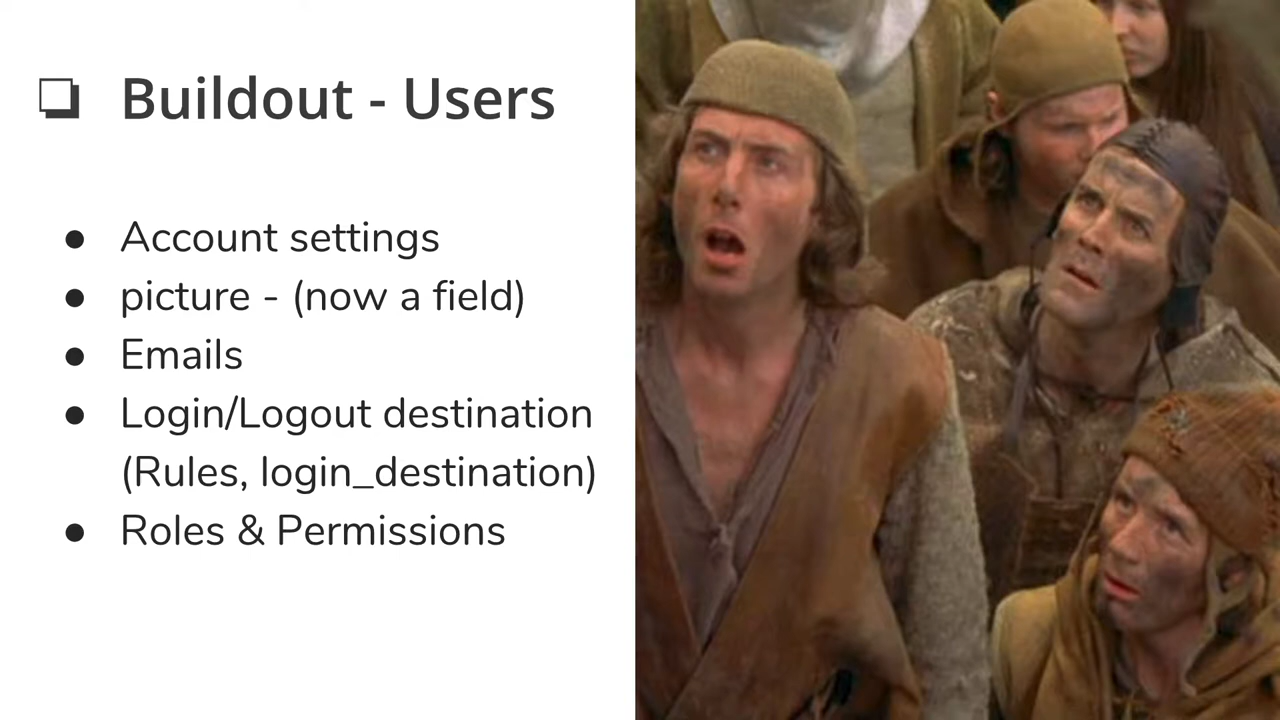 Buildout - Users
Account settings
picture - (now a field)
Emails
Login/Logout destination
(Rules, login_destination)
Roles & Permissions